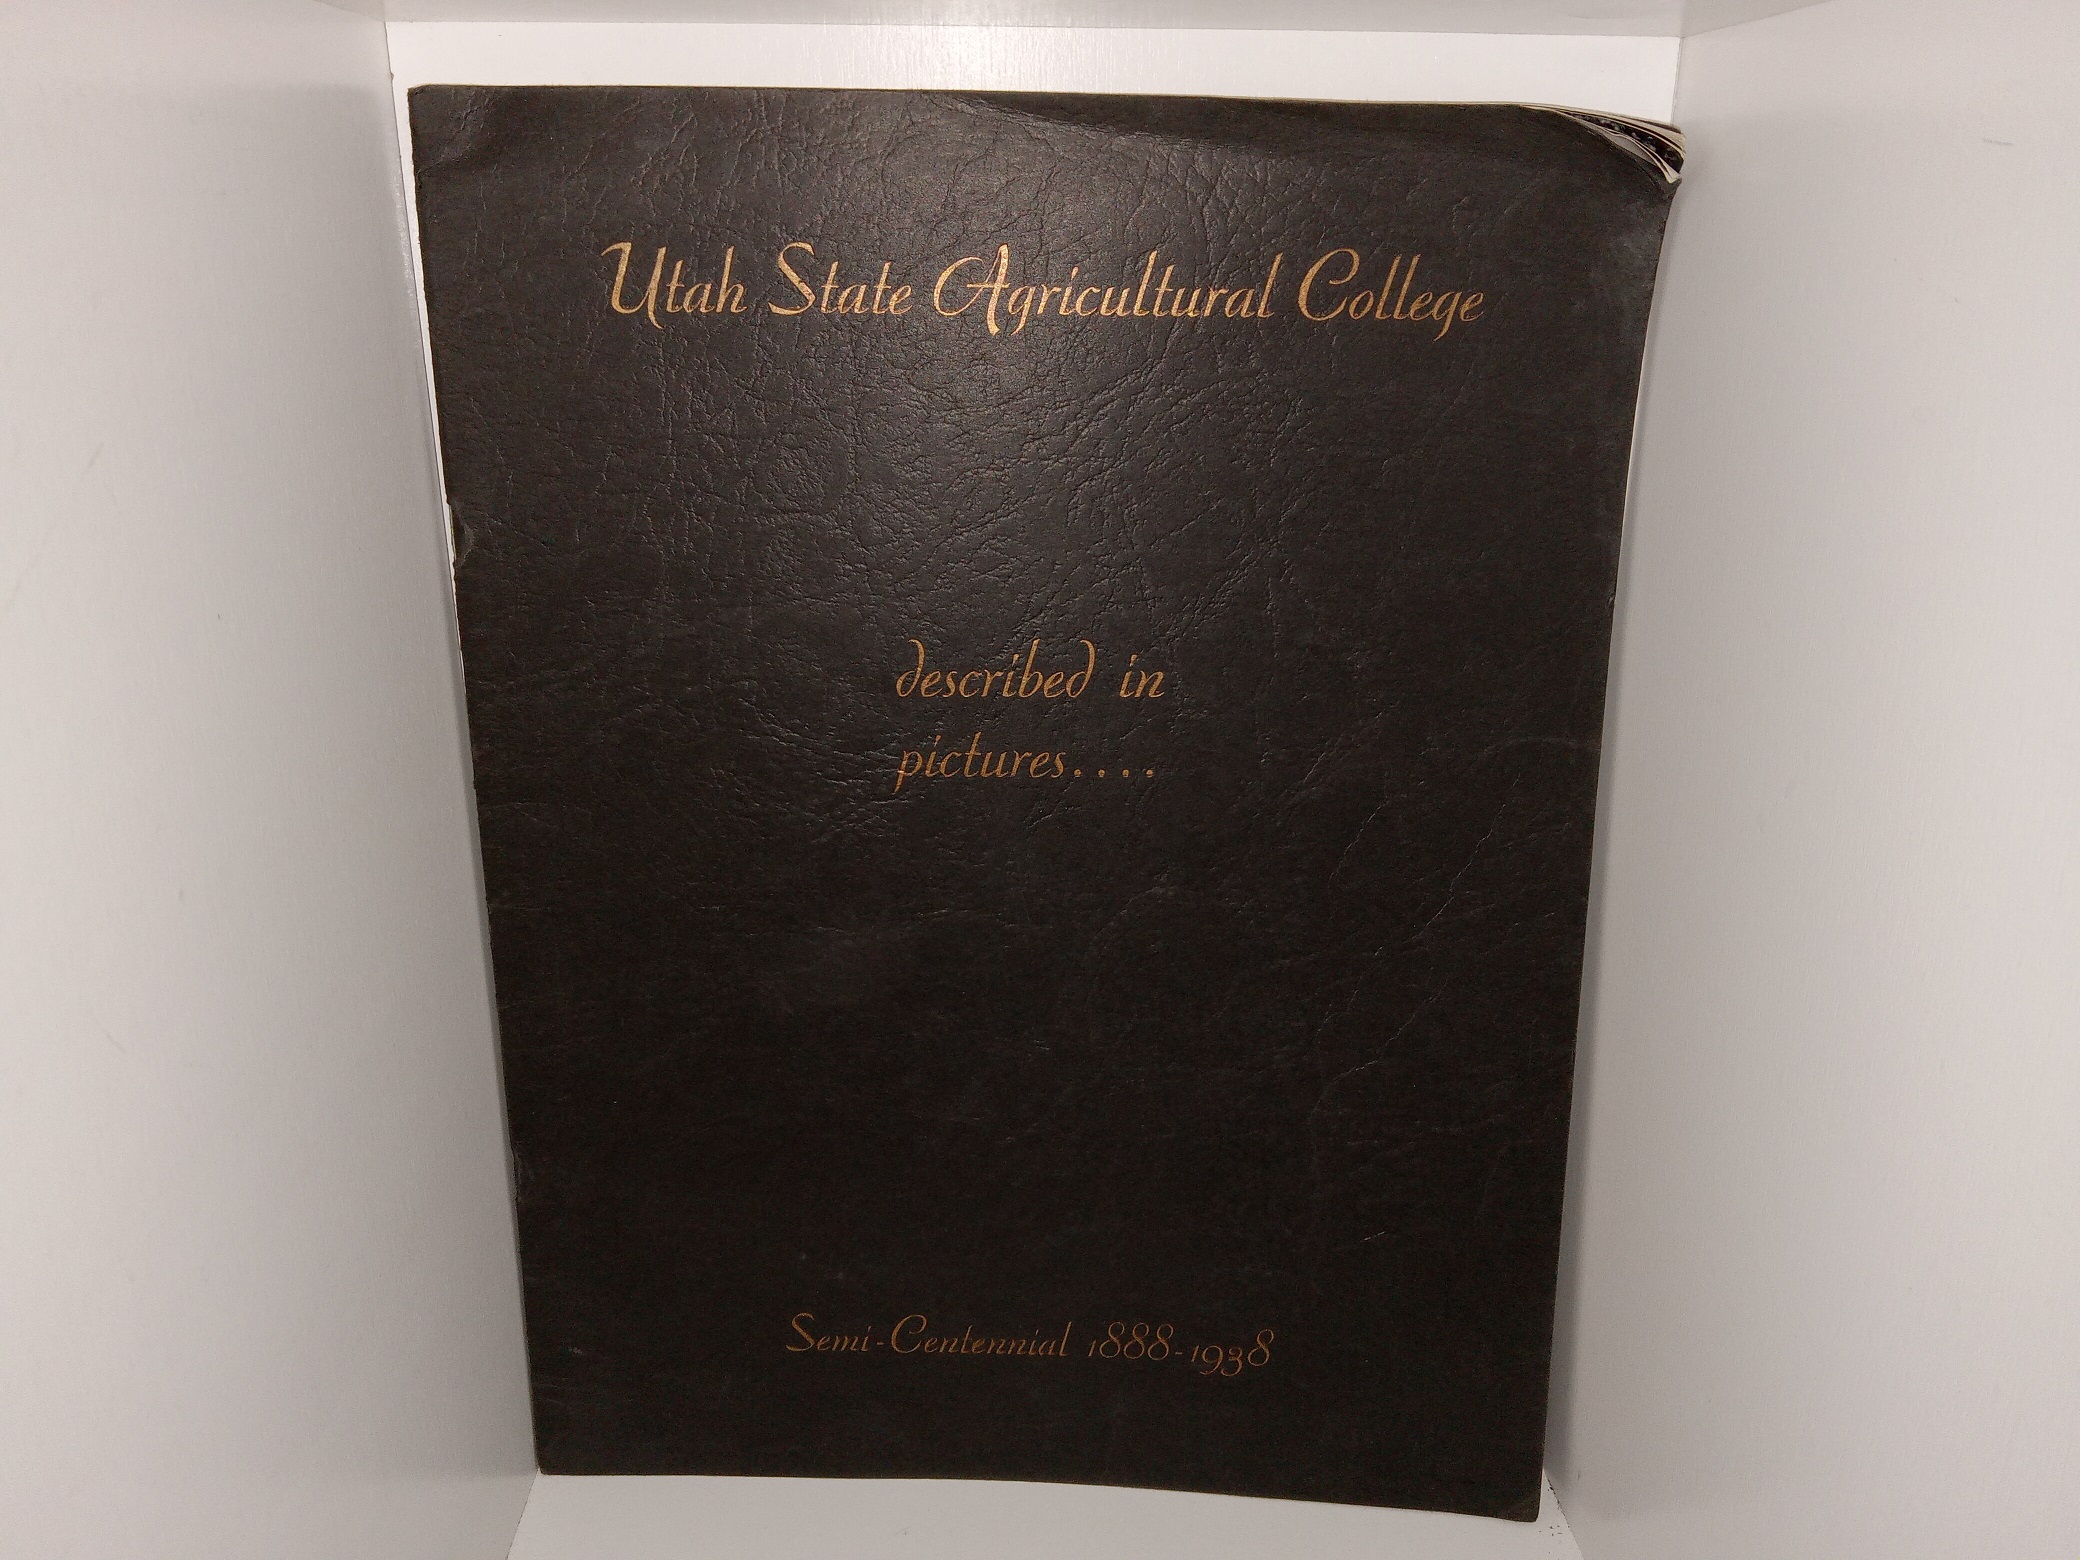 Utah State Agricultural College
described in
pictures....
Semi-Centennial 1888-1938